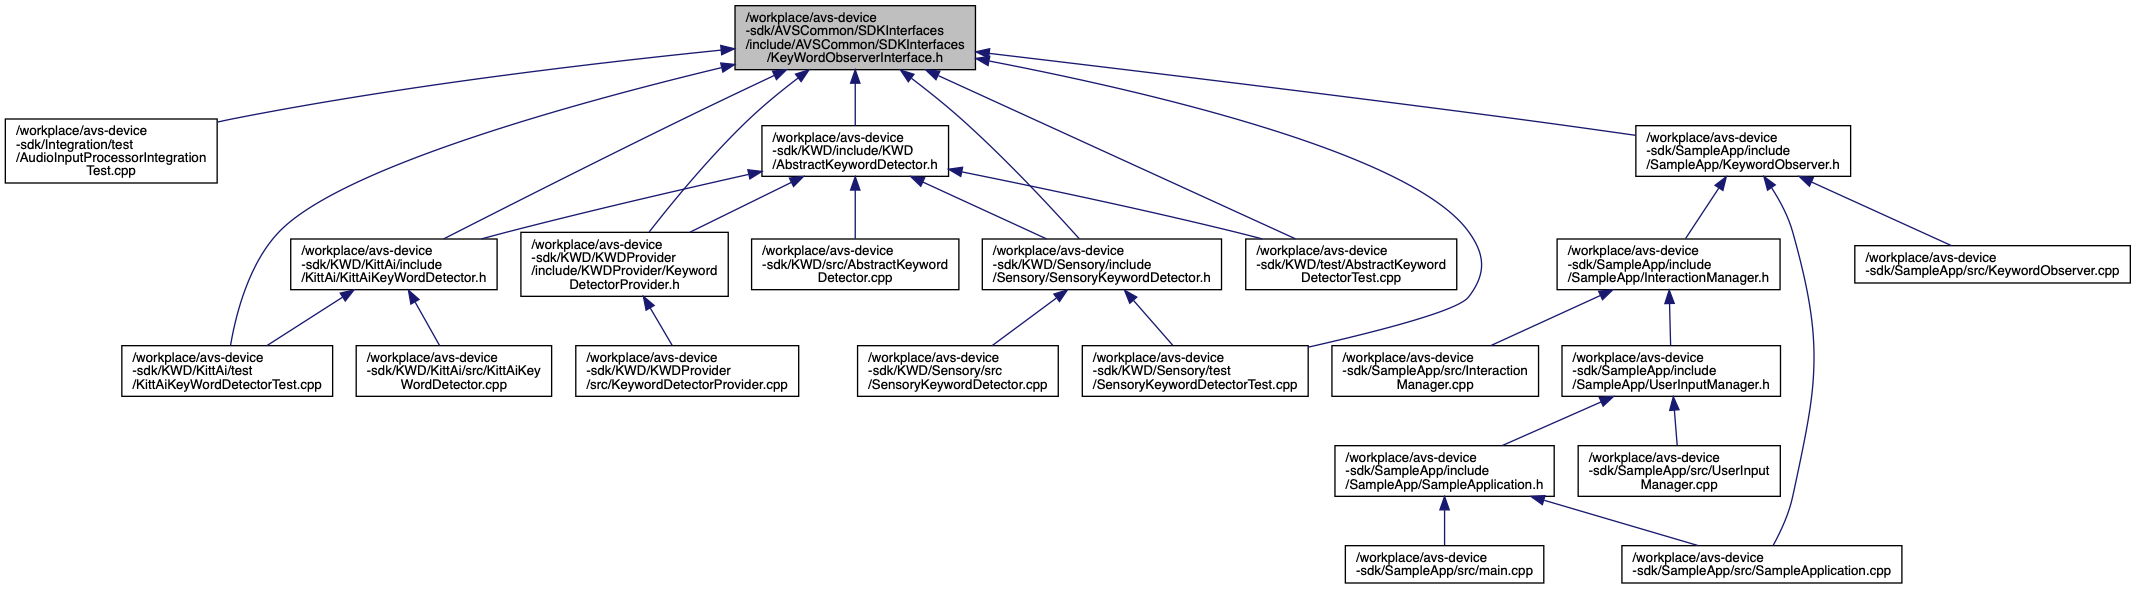 /workplace/avs-device
-sdk/AVSCommon/SDKInterfaces
/include/AVSCommon/SDKInterfaces
/KeyWordObserverInterface.h
/workplace/avs-device
-sdk/Integration/test
/AudioInputProcessorIntegration
Test.cpp
/workplace/avs-device
-sdk/KWD/include/KWD
/AbstractKeywordDetector.h
/workplace/avs-device
-sdk/SampleApp/include
/SampleApp/KeywordObserver.h
/workplace/avs-device
-sdk/KWD/KittAi/include
/KittAi/KittAiKeyWordDetector.h
/workplace/avs-device
-sdk/KWD/KWDProvider
/include/KWDProvider/Keyword
DetectorProvider.h
/workplace/avs-device
-sdk/KWD/src/AbstractKeyword
Detector.cpp
/workplace/avs-device
-sdk/KWD/Sensory/include
/Sensory/SensoryKeywordDetector.h
/workplace/avs-device
-sdk/KWD/test/AbstractKeyword
DetectorTest.cpp
/workplace/avs-device
-sdk/SampleApp/include
/SampleApp/InteractionManager.h
/workplace/avs-device
-sdk/SampleApp/src/KeywordObserver.cpp
/workplace/avs-device
-sdk/KWD/KittAi/test
/KittAiKeyWordDetectorTest.cpp
/workplace/avs-device
-sdk/KWD/KittAi/src/KittAiKey
WordDetector.cpp
/workplace/avs-device
-sdk/KWD/KWDProvider
/src/KeywordDetectorProvider.cpp
/workplace/avs-device
-sdk/KWD/Sensory/src
/SensoryKeywordDetector.cpp
/workplace/avs-device
-sdk/KWD/Sensory/test
/SensoryKeywordDetectorTest.cpp
/workplace/avs-device
-sdk/SampleApp/src/Interaction
Manager.cpp
/workplace/avs-device
-sdk/SampleApp/include
/SampleApp/UserInputManager.h
/workplace/avs-device
-sdk/SampleApp/include
/SampleApp/SampleApplication.h
/workplace/avs-device
-sdk/SampleApp/src/UserInput
Manager.cpp
/workplace/avs-device
-sdk/SampleApp/src/main.cpp
/workplace/avs-device
-sdk/SampleApp/src/SampleApplication.cpp